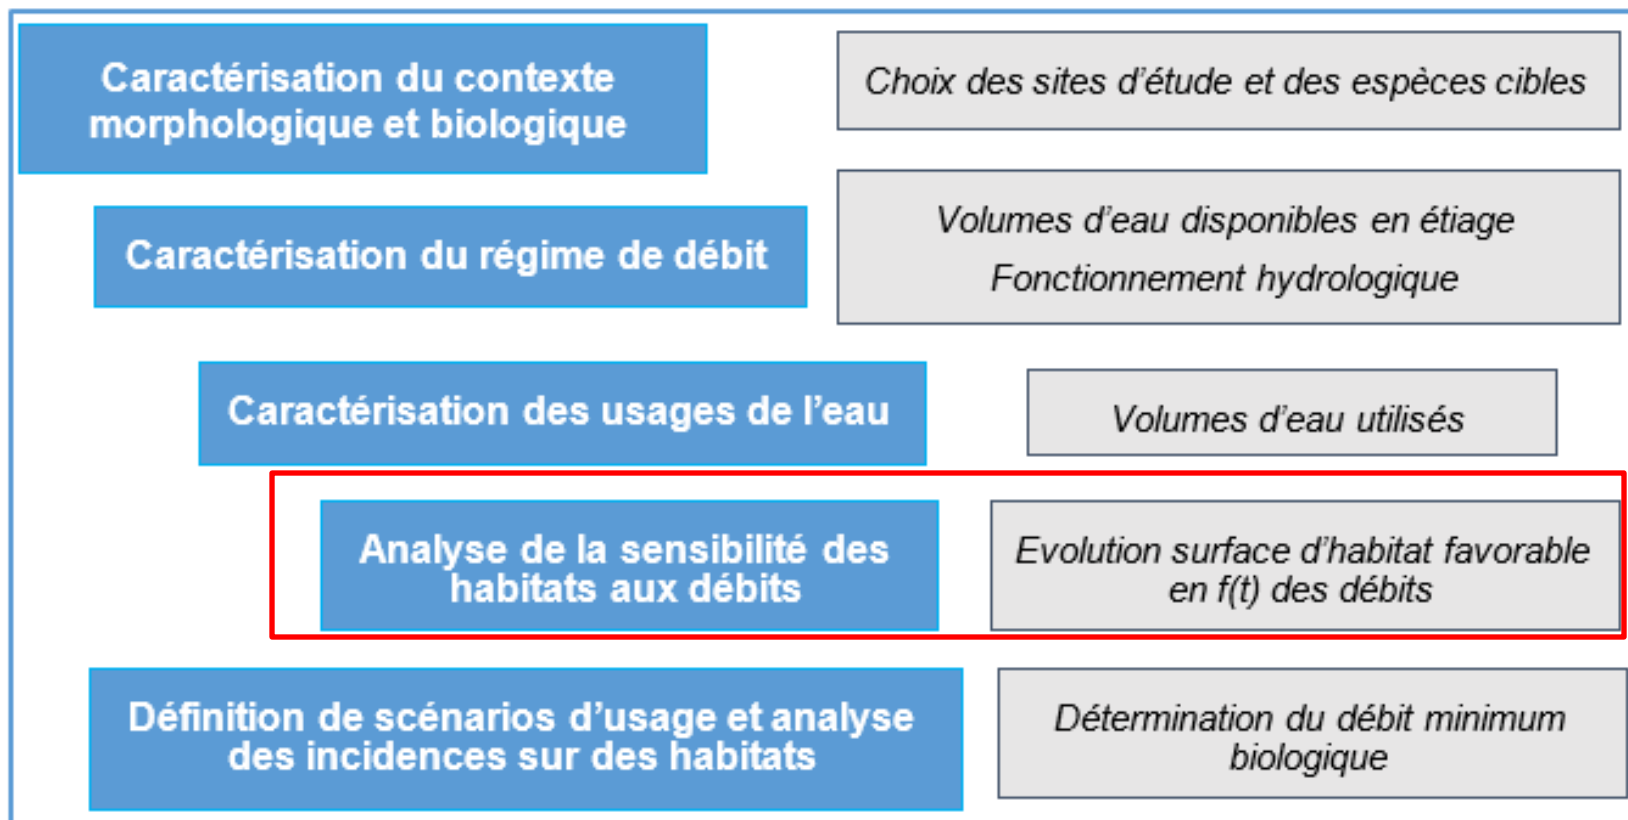 Caractérisation du contexte
morphologique et biologique
Choix des sites d'étude et des espèces cibles
Caractérisation du régime de débit
Volumes d'eau disponibles en étiage
Fonctionnement hydrologique
Caractérisation des usages de l'eau
Volumes d'eau utilisés
Analyse de la sensibilité des
habitats aux débits
Evolution surface d'habitat favorable
en f(t) des débits
Définition de scénarios d'usage et analyse
des incidences sur des habitats
Détermination du débit minimum
biologique